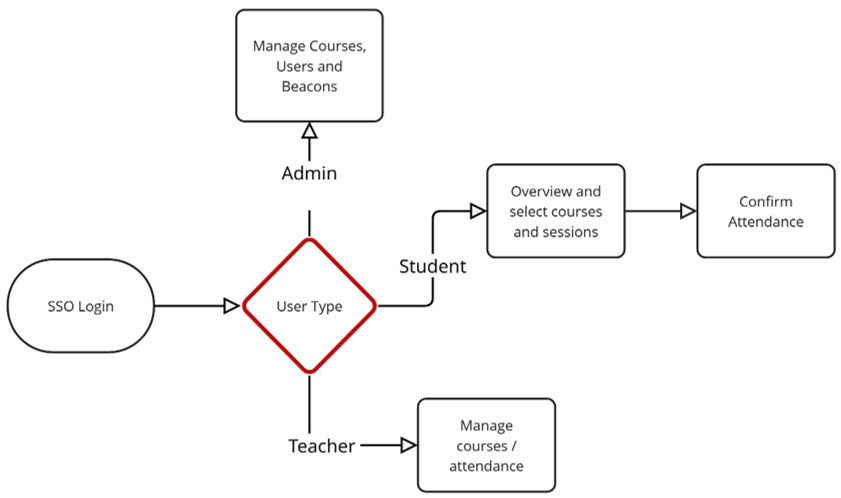 Manage Courses,
Users and
Beacons
Admin
Overview and
select courses
and sessions
Confirm
Attendance
Student
SSO Login
User Type
Teacher
Manage
courses /
attendance